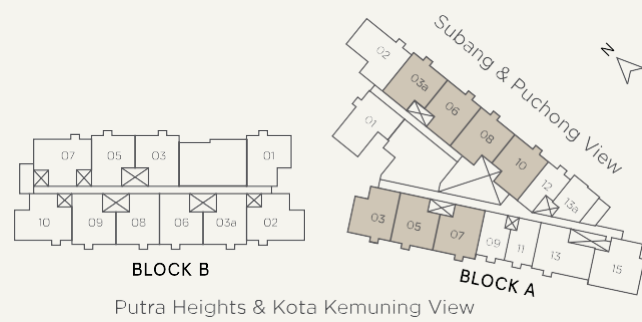 Subang & Puchong View
N
02
03a
06
08
10
12
13a
01
03
05
07
09
11
13
15
BLOCK A
07
05
03
01
10
09
08
06
03a
02
BLOCK B
Putra Heights & Kota Kemuning View